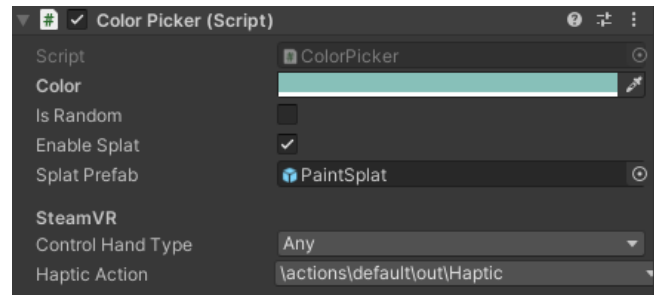 Color Picker (Script)
Script ColorPicker
Color
Is Random
Enable Splat
Splat Prefab PaintSplat
SteamVR
Control Hand Type Any
Haptic Action \actions\default\out\Haptic